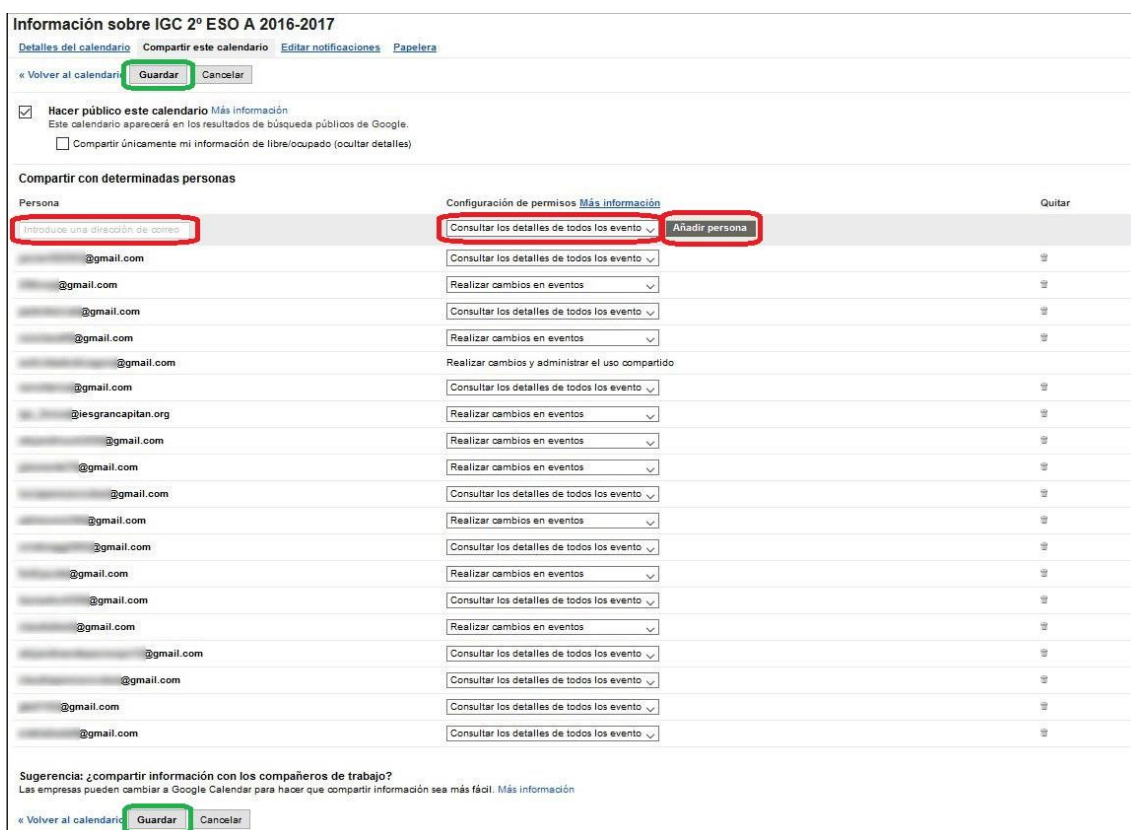 Información sobre IGC 2º ESO A 2016-2017
Detalles del calendario Compartir este calendario Editar notificaciones Papelera
« Volver al calendario Guardar Cancelar
Hacer público este calendario Más información
Este calendario aparecerá en los resultados de búsqueda públicos de Google.
Compartir únicamente mi información de libre/ocupado (ocultar detalles)
Compartir con determinadas personas
Persona Configuración de permisos Más información Quitar
Introduce una dirección de correo Consultar los detalles de todos los evento Añadir persona
@gmail.com Consultar los detalles de todos los evento
@gmail.com Realizar cambios en eventos
@gmail.com Consultar los detalles de todos los evento
@gmail.com Realizar cambios en eventos
@gmail.com Realizar cambios y administrar el uso compartido
@gmail.com Consultar los detalles de todos los evento
@iesgrancapitan.org Realizar cambios en eventos
@gmail.com Realizar cambios en eventos
@gmail.com Realizar cambios en eventos
@gmail.com Consultar los detalles de todos los evento
@gmail.com Realizar cambios en eventos
@gmail.com Consultar los detalles de todos los evento
@gmail.com Realizar cambios en eventos
@gmail.com Consultar los detalles de todos los evento
@gmail.com Realizar cambios en eventos
@gmail.com Consultar los detalles de todos los evento
@gmail.com Consultar los detalles de todos los evento
@gmail.com Consultar los detalles de todos los evento
@gmail.com Consultar los detalles de todos los evento
Sugerencia: ¿compartir información con los compañeros de trabajo?
Las empresas pueden cambiar a Google Calendar para hacer que compartir información sea más fácil. Más información
« Volver al calendario Guardar Cancelar